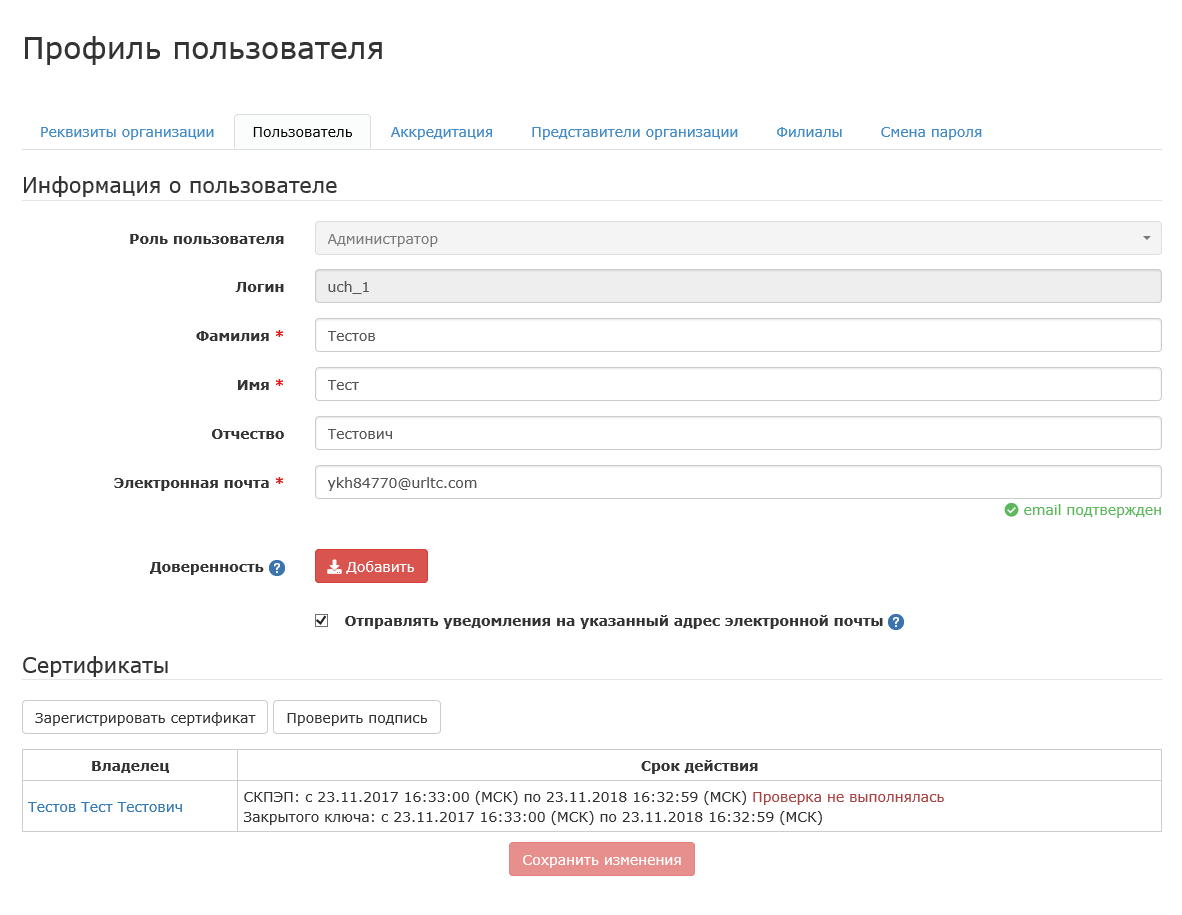 Профиль пользователя
Реквизиты организации Пользователь Аккредитация Представители организации Филиалы Смена пароля
Информация о пользователе
Роль пользователя Администратор
Логин uch_1
Фамилия * Тестов
Имя * Тест
Отчество Тестович
Электронная почта * ykh84770@urltc.com
email подтвержден
Доверенность ? Добавить
Отправлять уведомления на указанный адрес электронной почты ?
Сертификаты
Зарегистрировать сертификат Проверить подпись
Владелец Срок действия
Тестов Тест Тестович СКПЭП: с 23.11.2017 16:33:00 (МСК) по 23.11.2018 16:32:59 (МСК) Проверка не выполнялась
Закрытого ключа: с 23.11.2017 16:33:00 (МСК) по 23.11.2018 16:32:59 (МСК)
Сохранить изменения